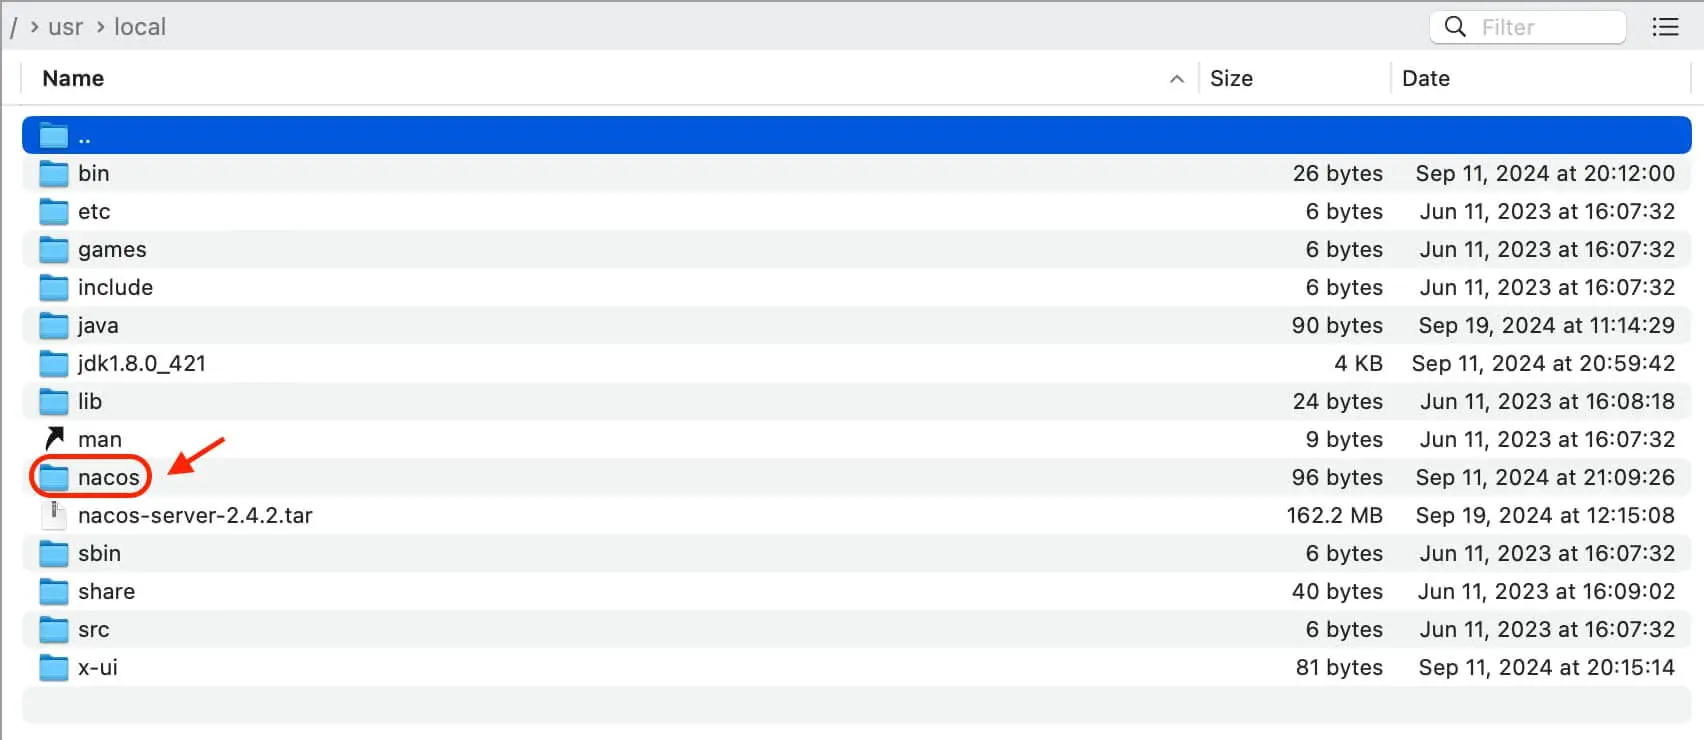 / > usr > local
Filter
Name Size Date
..
bin 26 bytes Sep 11, 2024 at 20:12:00
etc 6 bytes Jun 11, 2023 at 16:07:32
games 6 bytes Jun 11, 2023 at 16:07:32
include 6 bytes Jun 11, 2023 at 16:07:32
java 90 bytes Sep 19, 2024 at 11:14:29
jdk1.8.0_421 4 KB Sep 11, 2024 at 20:59:42
lib 24 bytes Jun 11, 2023 at 16:08:18
man 9 bytes Jun 11, 2023 at 16:07:32
nacos 96 bytes Sep 11, 2024 at 21:09:26
nacos-server-2.4.2.tar 162.2 MB Sep 19, 2024 at 12:15:08
sbin 6 bytes Jun 11, 2023 at 16:07:32
share 40 bytes Jun 11, 2023 at 16:09:02
src 6 bytes Jun 11, 2023 at 16:07:32
x-ui 81 bytes Sep 11, 2024 at 20:15:14